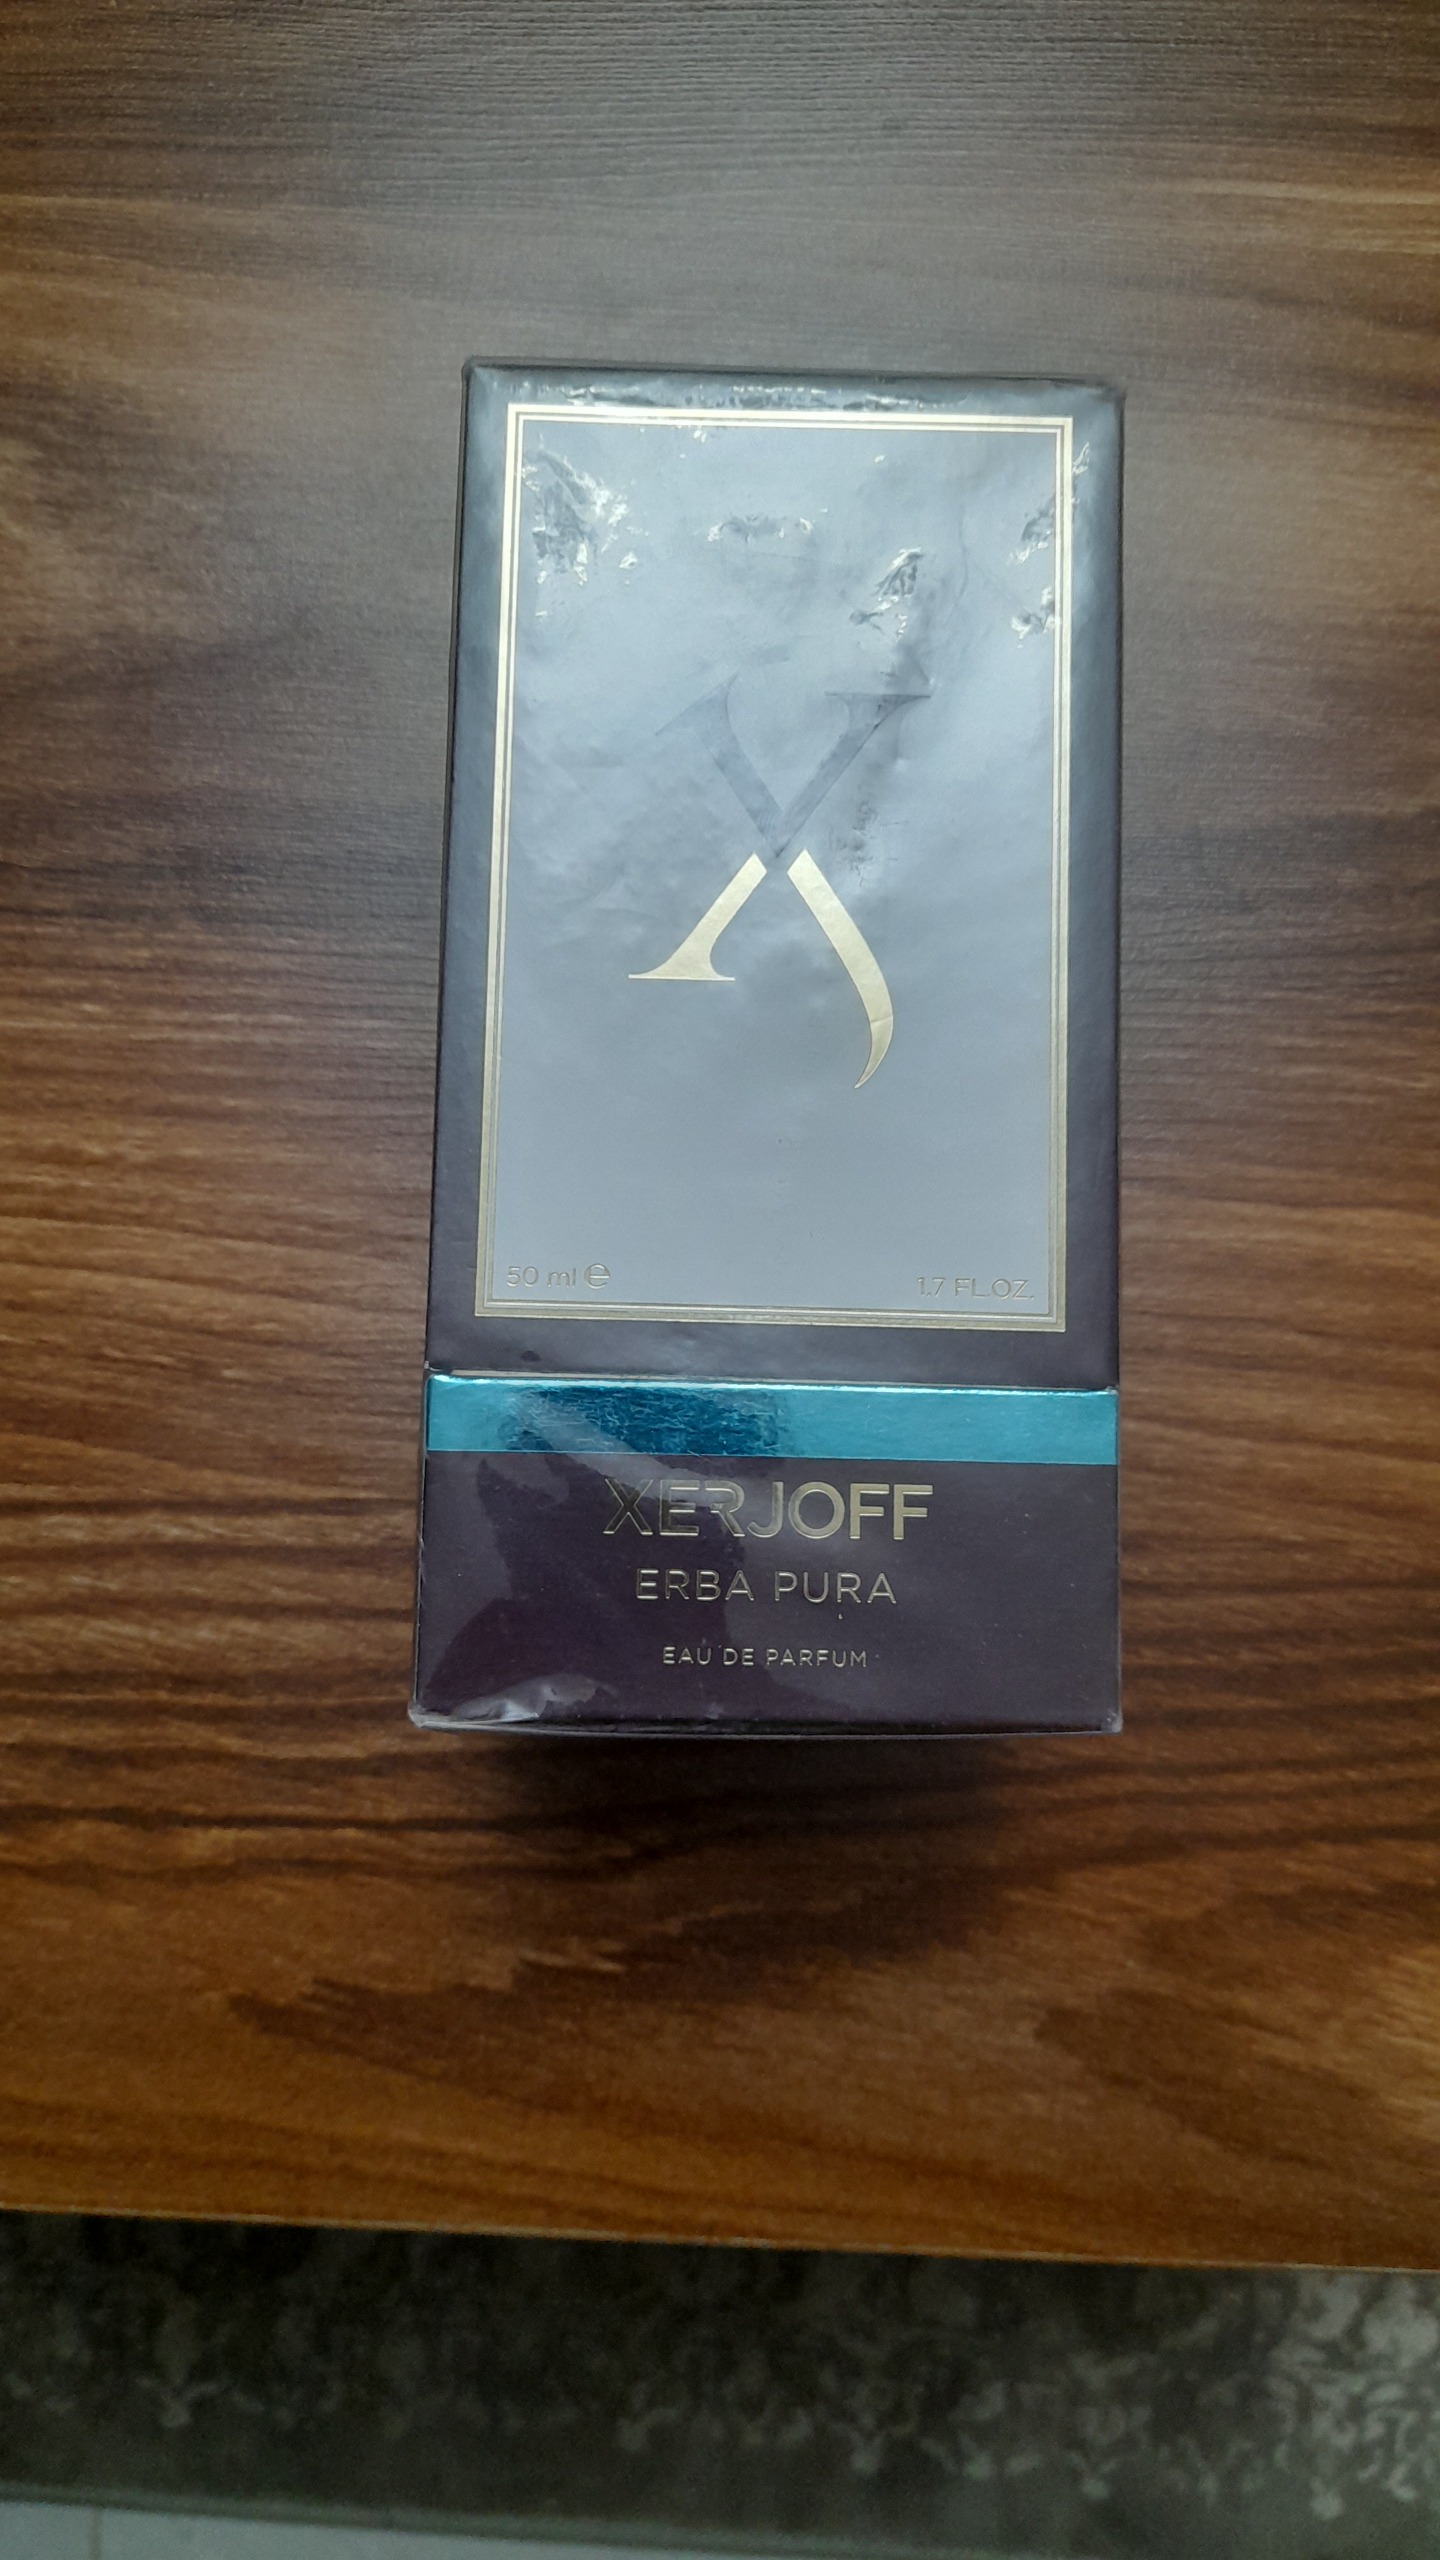 X
50 ml ℮ 1.7 FL.OZ.
XERJOFF
ERBA PURA
EAU DE PARFUM